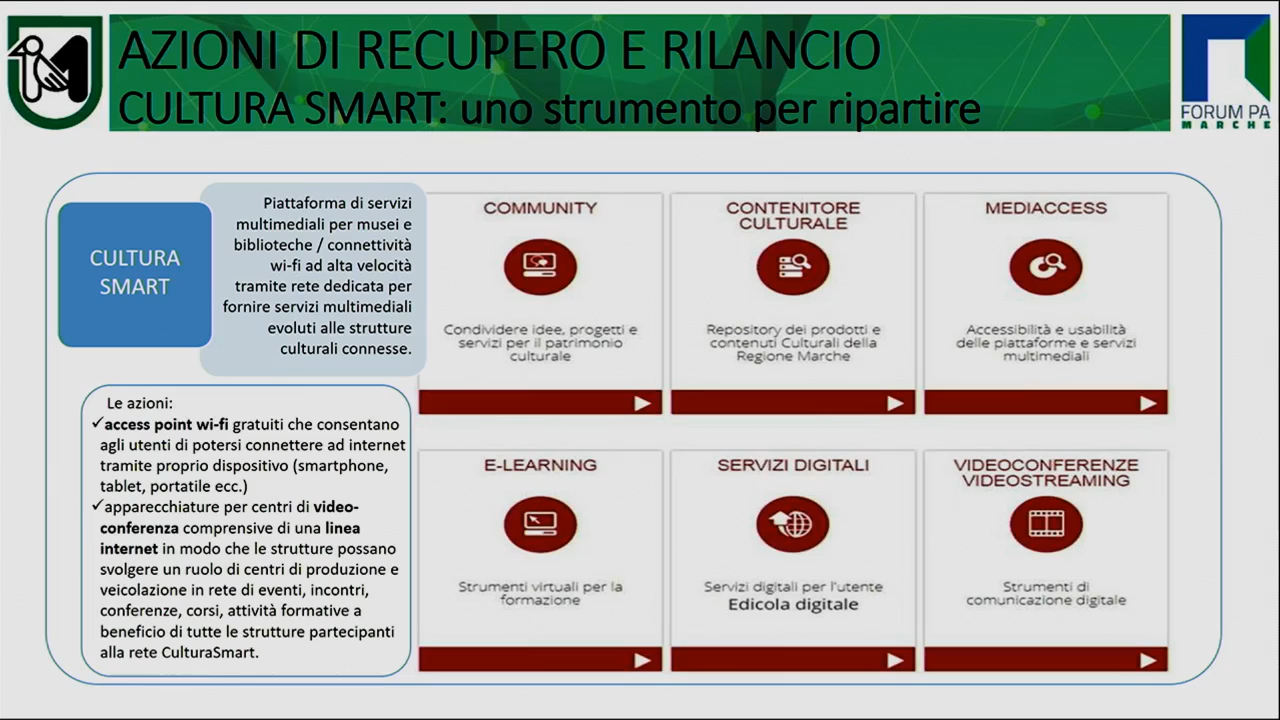 AZIONI DI RECUPERO E RILANCIO
CULTURA SMART: uno strumento per ripartire
FORUM PA
MARCHE
CULTURA
SMART
Piattaforma di servizi
multimediali per musei e
biblioteche / connettività
wi-fi ad alta velocità
tramite rete dedicata per
fornire servizi multimediali
evoluti alle strutture
culturali connesse.
Le azioni:
✓access point wi-fi gratuiti che consentano
agli utenti di potersi connettere ad internet
tramite proprio dispositivo (smartphone,
tablet, portatile ecc.)
✓apparecchiature per centri di video-
conferenza comprensive di una linea
internet in modo che le strutture possano
svolgere un ruolo di centri di produzione e
veicolazione in rete di eventi, incontri,
conferenze, corsi, attività formative a
beneficio di tutte le strutture partecipanti
alla rete CulturaSmart.
COMMUNITY
Condividere idee, progetti e
servizi per il patrimonio
culturale
CONTENITORE
CULTURALE
Repository dei prodotti e
contenuti Culturali della
Regione Marche
MEDIACCESS
Accessibilità e usabilità
delle piattaforme e servizi
multimediali
E-LEARNING
Strumenti virtuali per la
formazione
SERVIZI DIGITALI
Servizi digitali per l'utente
Edicola digitale
VIDEOCONFERENZE
VIDEOSTREAMING
Strumenti di
comunicazione digitale